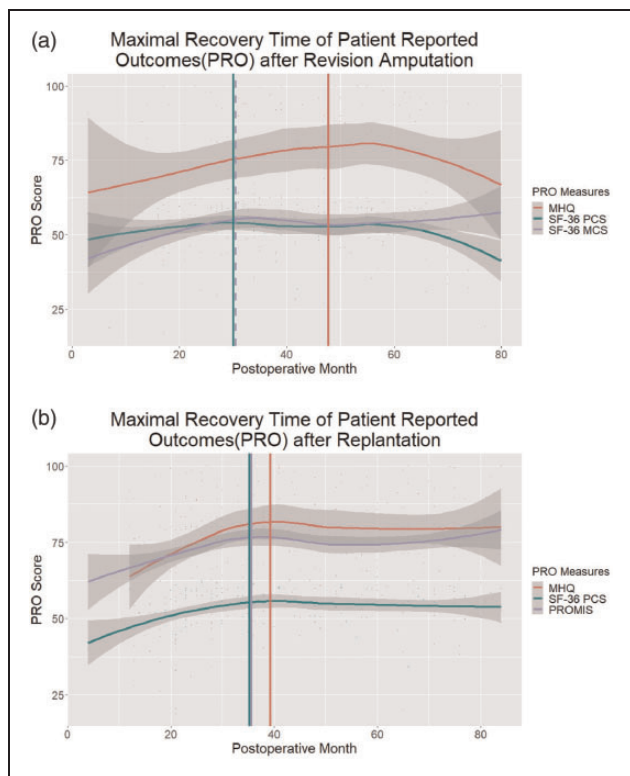 (a)
Maximal Recovery Time of Patient Reported
Outcomes(PRO) after Revision Amputation
100
75
50
25
PRO Score
0
20
40
60
80
Postoperative Month
PRO Measures
MHQ
SF-36 PCS
SF-36 MCS
(b)
Maximal Recovery Time of Patient Reported
Outcomes(PRO) after Replantation
100
75
50
25
PRO Score
0
20
40
60
80
Postoperative Month
PRO Measures
MHQ
SF-36 PCS
PROMIS